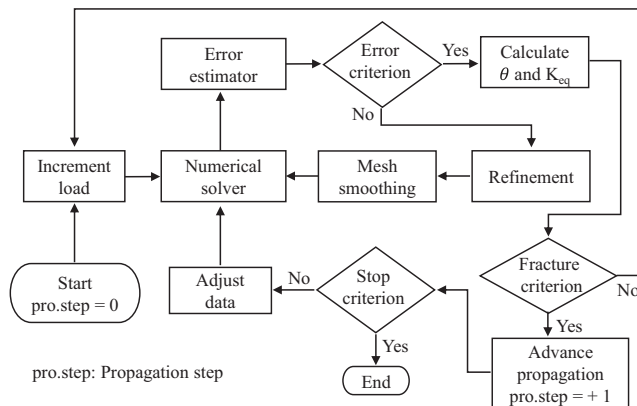 Error
estimator
Error
criterion
Yes
Calculate
θ and K_eq
No
Increment
load
Numerical
solver
Mesh
smoothing
Refinement
Start
pro.step = 0
Adjust
data
No
Stop
criterion
Fracture
criterion
No
Yes
Yes
Advance
propagation
pro.step = + 1
End
pro.step: Propagation step